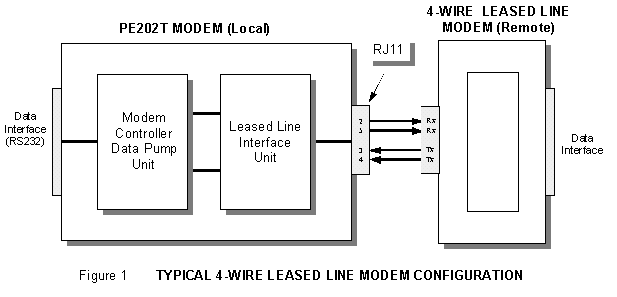 PE202T MODEM (Local)
4-WIRE LEASED LINE
MODEM (Remote)
RJ11
Data
Interface
(RS232)
Modem
Controller
Data Pump
Unit
Leased Line
Interface
Unit
2 Rx
5 Rx
3 Tx
4 Tx
Data
Interface
Figure 1 TYPICAL 4-WIRE LEASED LINE MODEM CONFIGURATION